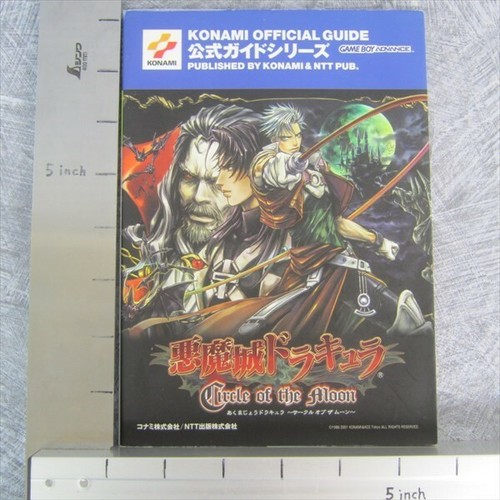 KONAMI OFFICIAL GUIDE
公式ガイドシリーズ
GAME BOY ADVANCE
PUBLISHED BY KONAMI & NTT PUB.
KONAMI
シンワ
5 inch
悪魔城ドラキュラ®
Circle of the Moon
あくまじょうドラキュラ ～サークル オブ ザ ムーン～
コナミ株式会社/NTT出版株式会社
5 inch